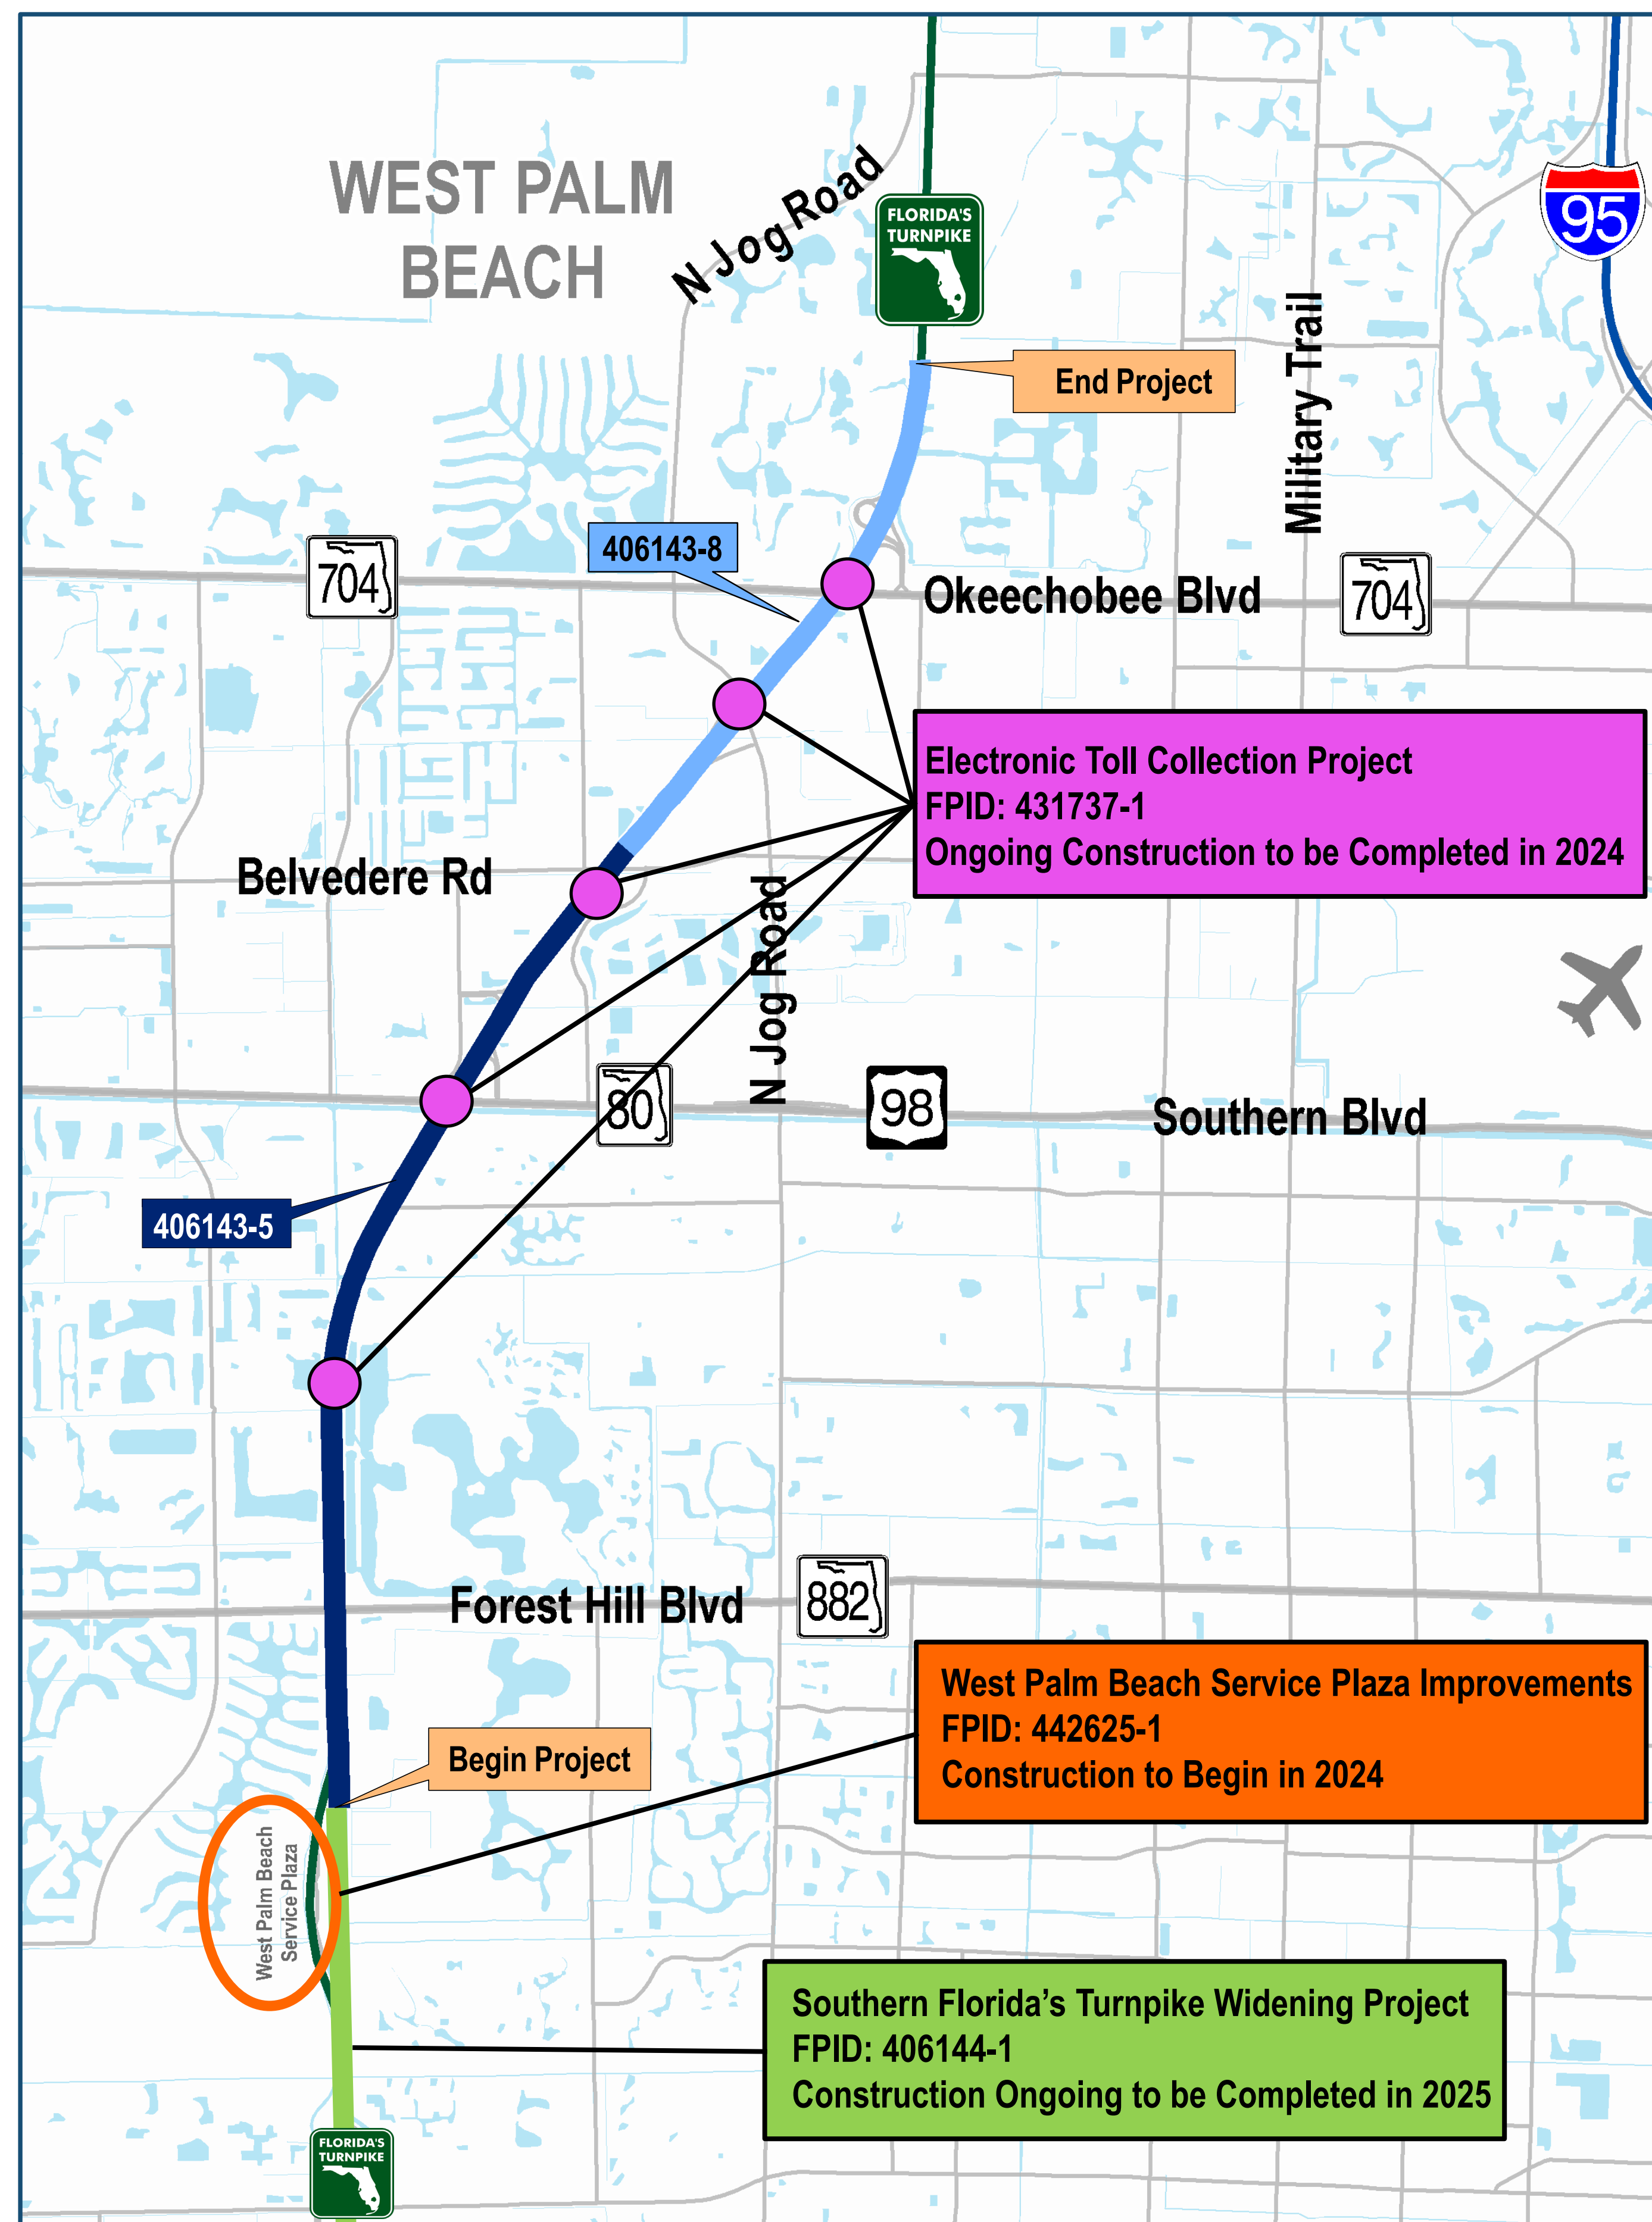 WEST PALM
BEACH
N Jog Road
FLORIDA'S
TURNPIKE
95
End Project
Military Trail
406143-8
704
Okeechobee Blvd
704
Electronic Toll Collection Project
FPID: 431737-1
Ongoing Construction to be Completed in 2024
Belvedere Rd
N Jog Road
80
98
Southern Blvd
406143-5
Forest Hill Blvd
882
West Palm Beach Service Plaza Improvements
FPID: 442625-1
Construction to Begin in 2024
Begin Project
West Palm Beach
Service Plaza
Southern Florida’s Turnpike Widening Project
FPID: 406144-1
Construction Ongoing to be Completed in 2025
FLORIDA'S
TURNPIKE